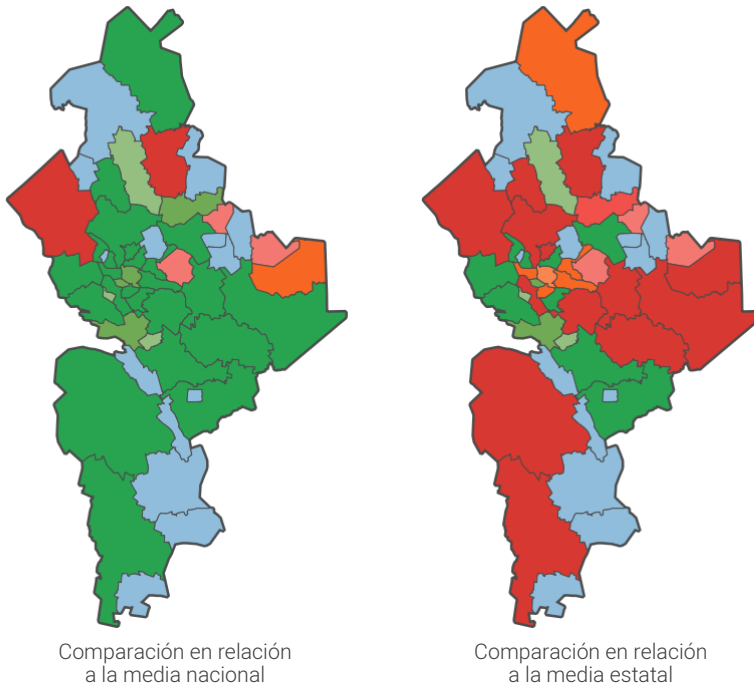 Comparación en relación
a la media nacional
Comparación en relación
a la media estatal